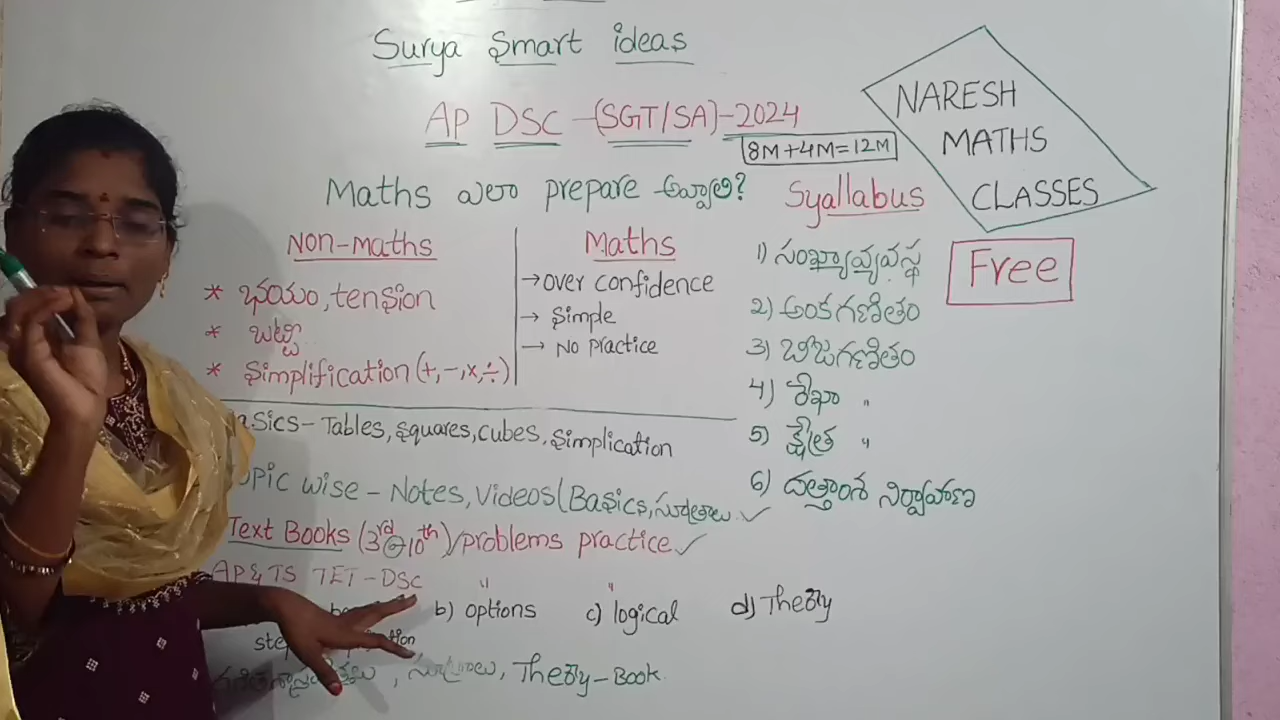 Surya Smart ideas
AP DSC -(SGT/SA)-2024
8M+4M=12M
NARESH
MATHS
CLASSES
Maths ఎలా prepare అవ్వాలి?
Non-maths
* భయం, tension
* బట్టి
* Simplification (+, -, x, ÷)
Maths
→over confidence
→ Simple
→ No practice
Syallabus
1) సంఖ్యావ్యవస్థ
2) అంకగణితం
3) బీజగణితం
4) రేఖా "
5) క్షేత్ర "
6) దత్తాంశ నిర్వహణ
Free
- Tables, squares, cubes, Simplication
wise - Notes, Videos (Basics, సూత్రాలు ✓
Text Books (3rd 10th)/problems practice ✓
AP & TS TET-DSC " "
b) options c) logical d) Theory
సూత్రాలు, Theory-Book